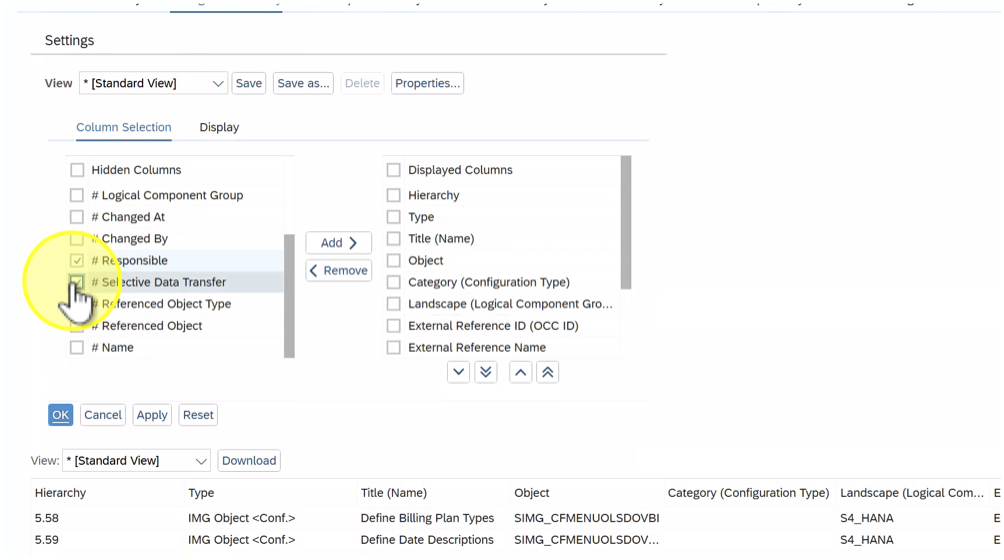 Settings
View * [Standard View] Save Save as... Delete Properties...
Column Selection Display
Hidden Columns
# Logical Component Group
# Changed At
# Changed By
# Responsible
# Selective Data Transfer
# Referenced Object Type
# Referenced Object
# Name
Add
Remove
Displayed Columns
Hierarchy
Type
Title (Name)
Object
Category (Configuration Type)
Landscape (Logical Component Gro...
External Reference ID (OCC ID)
External Reference Name
OK Cancel Apply Reset
View: * [Standard View] Download
Hierarchy Type Title (Name) Object Category (Configuration Type) Landscape (Logical Com... E
5.58 IMG Object <Conf.> Define Billing Plan Types SIMG_CFMENUOLSDOVBI S4_HANA E
5.59 IMG Object <Conf.> Define Date Descriptions SIMG_CFMENUOLSDOV... S4_HANA E